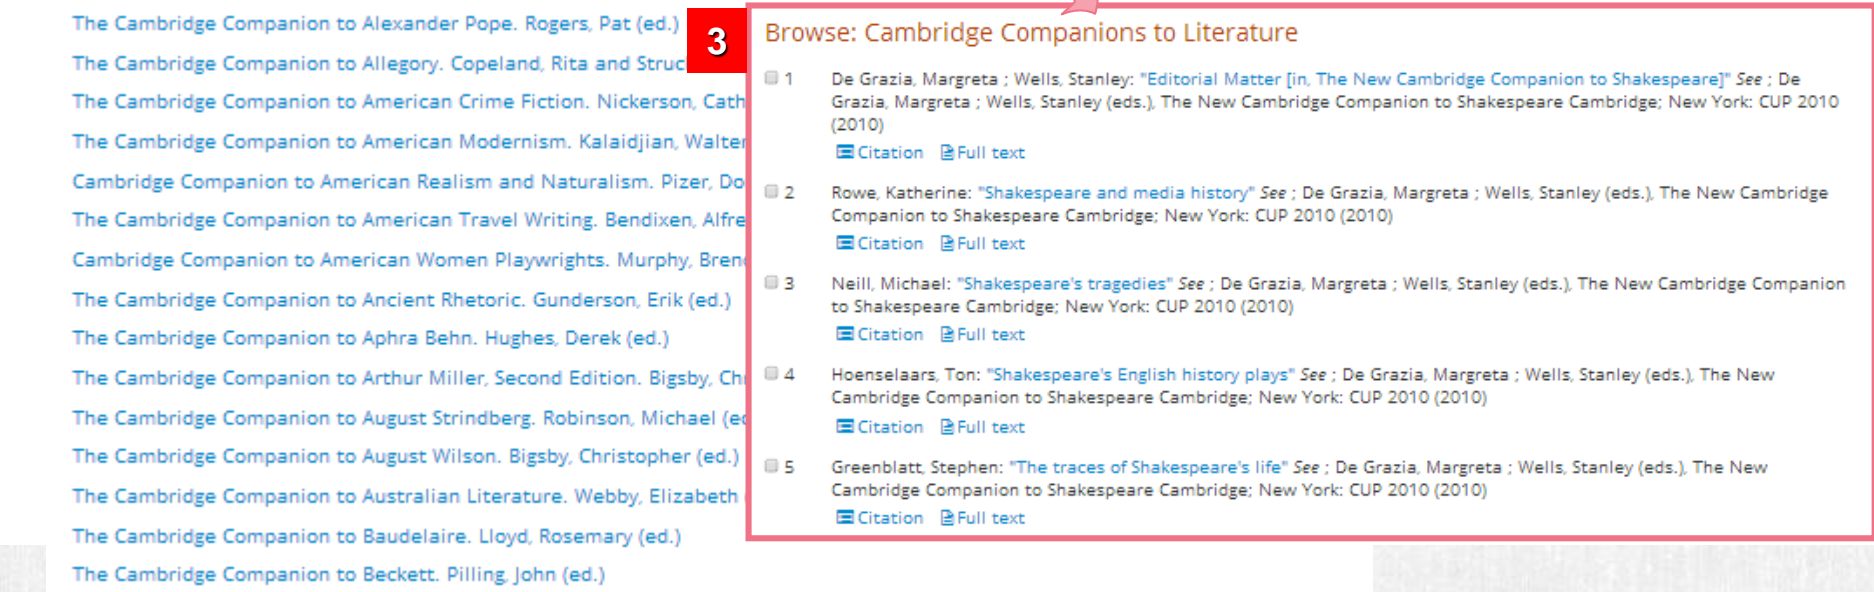 The Cambridge Companion to Alexander Pope. Rogers, Pat (ed.)
The Cambridge Companion to Allegory. Copeland, Rita and Struc
The Cambridge Companion to American Crime Fiction. Nickerson, Cath
The Cambridge Companion to American Modernism. Kalaidjian, Walter
Cambridge Companion to American Realism and Naturalism. Pizer, Do
The Cambridge Companion to American Travel Writing. Bendixen, Alfre
Cambridge Companion to American Women Playwrights. Murphy, Bren
The Cambridge Companion to Ancient Rhetoric. Gunderson, Erik (ed.)
The Cambridge Companion to Aphra Behn. Hughes, Derek (ed.)
The Cambridge Companion to Arthur Miller, Second Edition. Bigsby, Ch
The Cambridge Companion to August Strindberg. Robinson, Michael (e
The Cambridge Companion to August Wilson. Bigsby, Christopher (ed.)
The Cambridge Companion to Australian Literature. Webby, Elizabeth
The Cambridge Companion to Baudelaire. Lloyd, Rosemary (ed.)
The Cambridge Companion to Beckett. Pilling, John (ed.)
3
Browse: Cambridge Companions to Literature
1 De Grazia, Margreta ; Wells, Stanley: "Editorial Matter [in, The New Cambridge Companion to Shakespeare]" See ; De
Grazia, Margreta ; Wells, Stanley (eds.), The New Cambridge Companion to Shakespeare Cambridge; New York: CUP 2010
(2010)
Citation Full text
2 Rowe, Katherine: "Shakespeare and media history" See ; De Grazia, Margreta ; Wells, Stanley (eds.), The New Cambridge
Companion to Shakespeare Cambridge; New York: CUP 2010 (2010)
Citation Full text
3 Neill, Michael: "Shakespeare's tragedies" See ; De Grazia, Margreta ; Wells, Stanley (eds.), The New Cambridge Companion
to Shakespeare Cambridge; New York: CUP 2010 (2010)
Citation Full text
4 Hoenselaars, Ton: "Shakespeare's English history plays" See ; De Grazia, Margreta ; Wells, Stanley (eds.), The New
Cambridge Companion to Shakespeare Cambridge; New York: CUP 2010 (2010)
Citation Full text
5 Greenblatt, Stephen: "The traces of Shakespeare's life" See ; De Grazia, Margreta ; Wells, Stanley (eds.), The New
Cambridge Companion to Shakespeare Cambridge; New York: CUP 2010 (2010)
Citation Full text